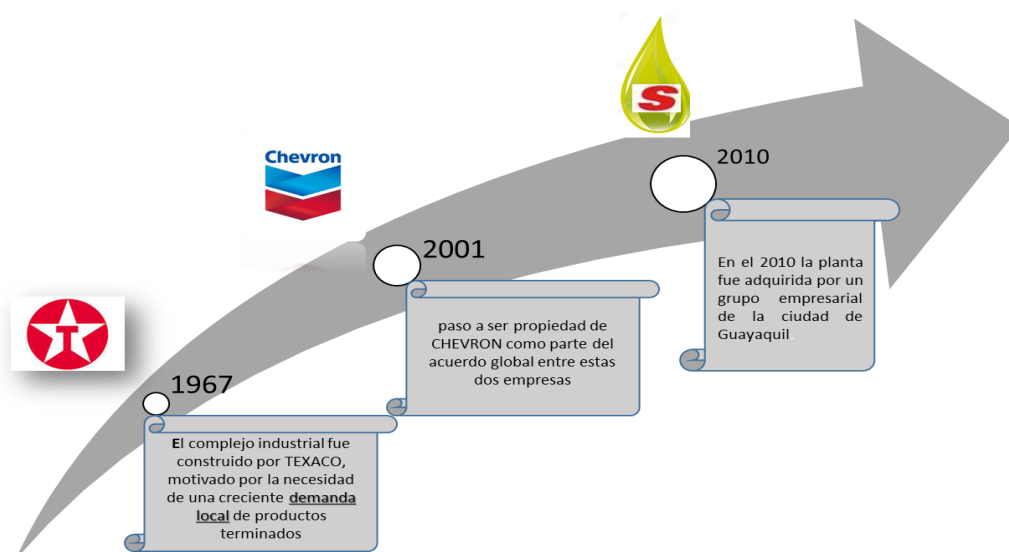 S
2010
Chevron
2001
En el 2010 la planta
fue adquirida por un
grupo empresarial
de la ciudad de
Guayaquil.
T
1967
paso a ser propiedad de
CHEVRON como parte del
acuerdo global entre estas
dos empresas
El complejo industrial fue
construido por TEXACO,
motivado por la necesidad
de una creciente demanda
local de productos
terminados